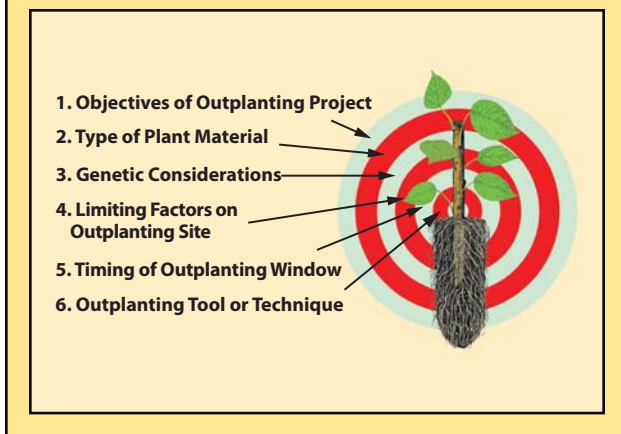 1. Objectives of Outplanting Project
2. Type of Plant Material
3. Genetic Considerations
4. Limiting Factors on
Outplanting Site
5. Timing of Outplanting Window
6. Outplanting Tool or Technique